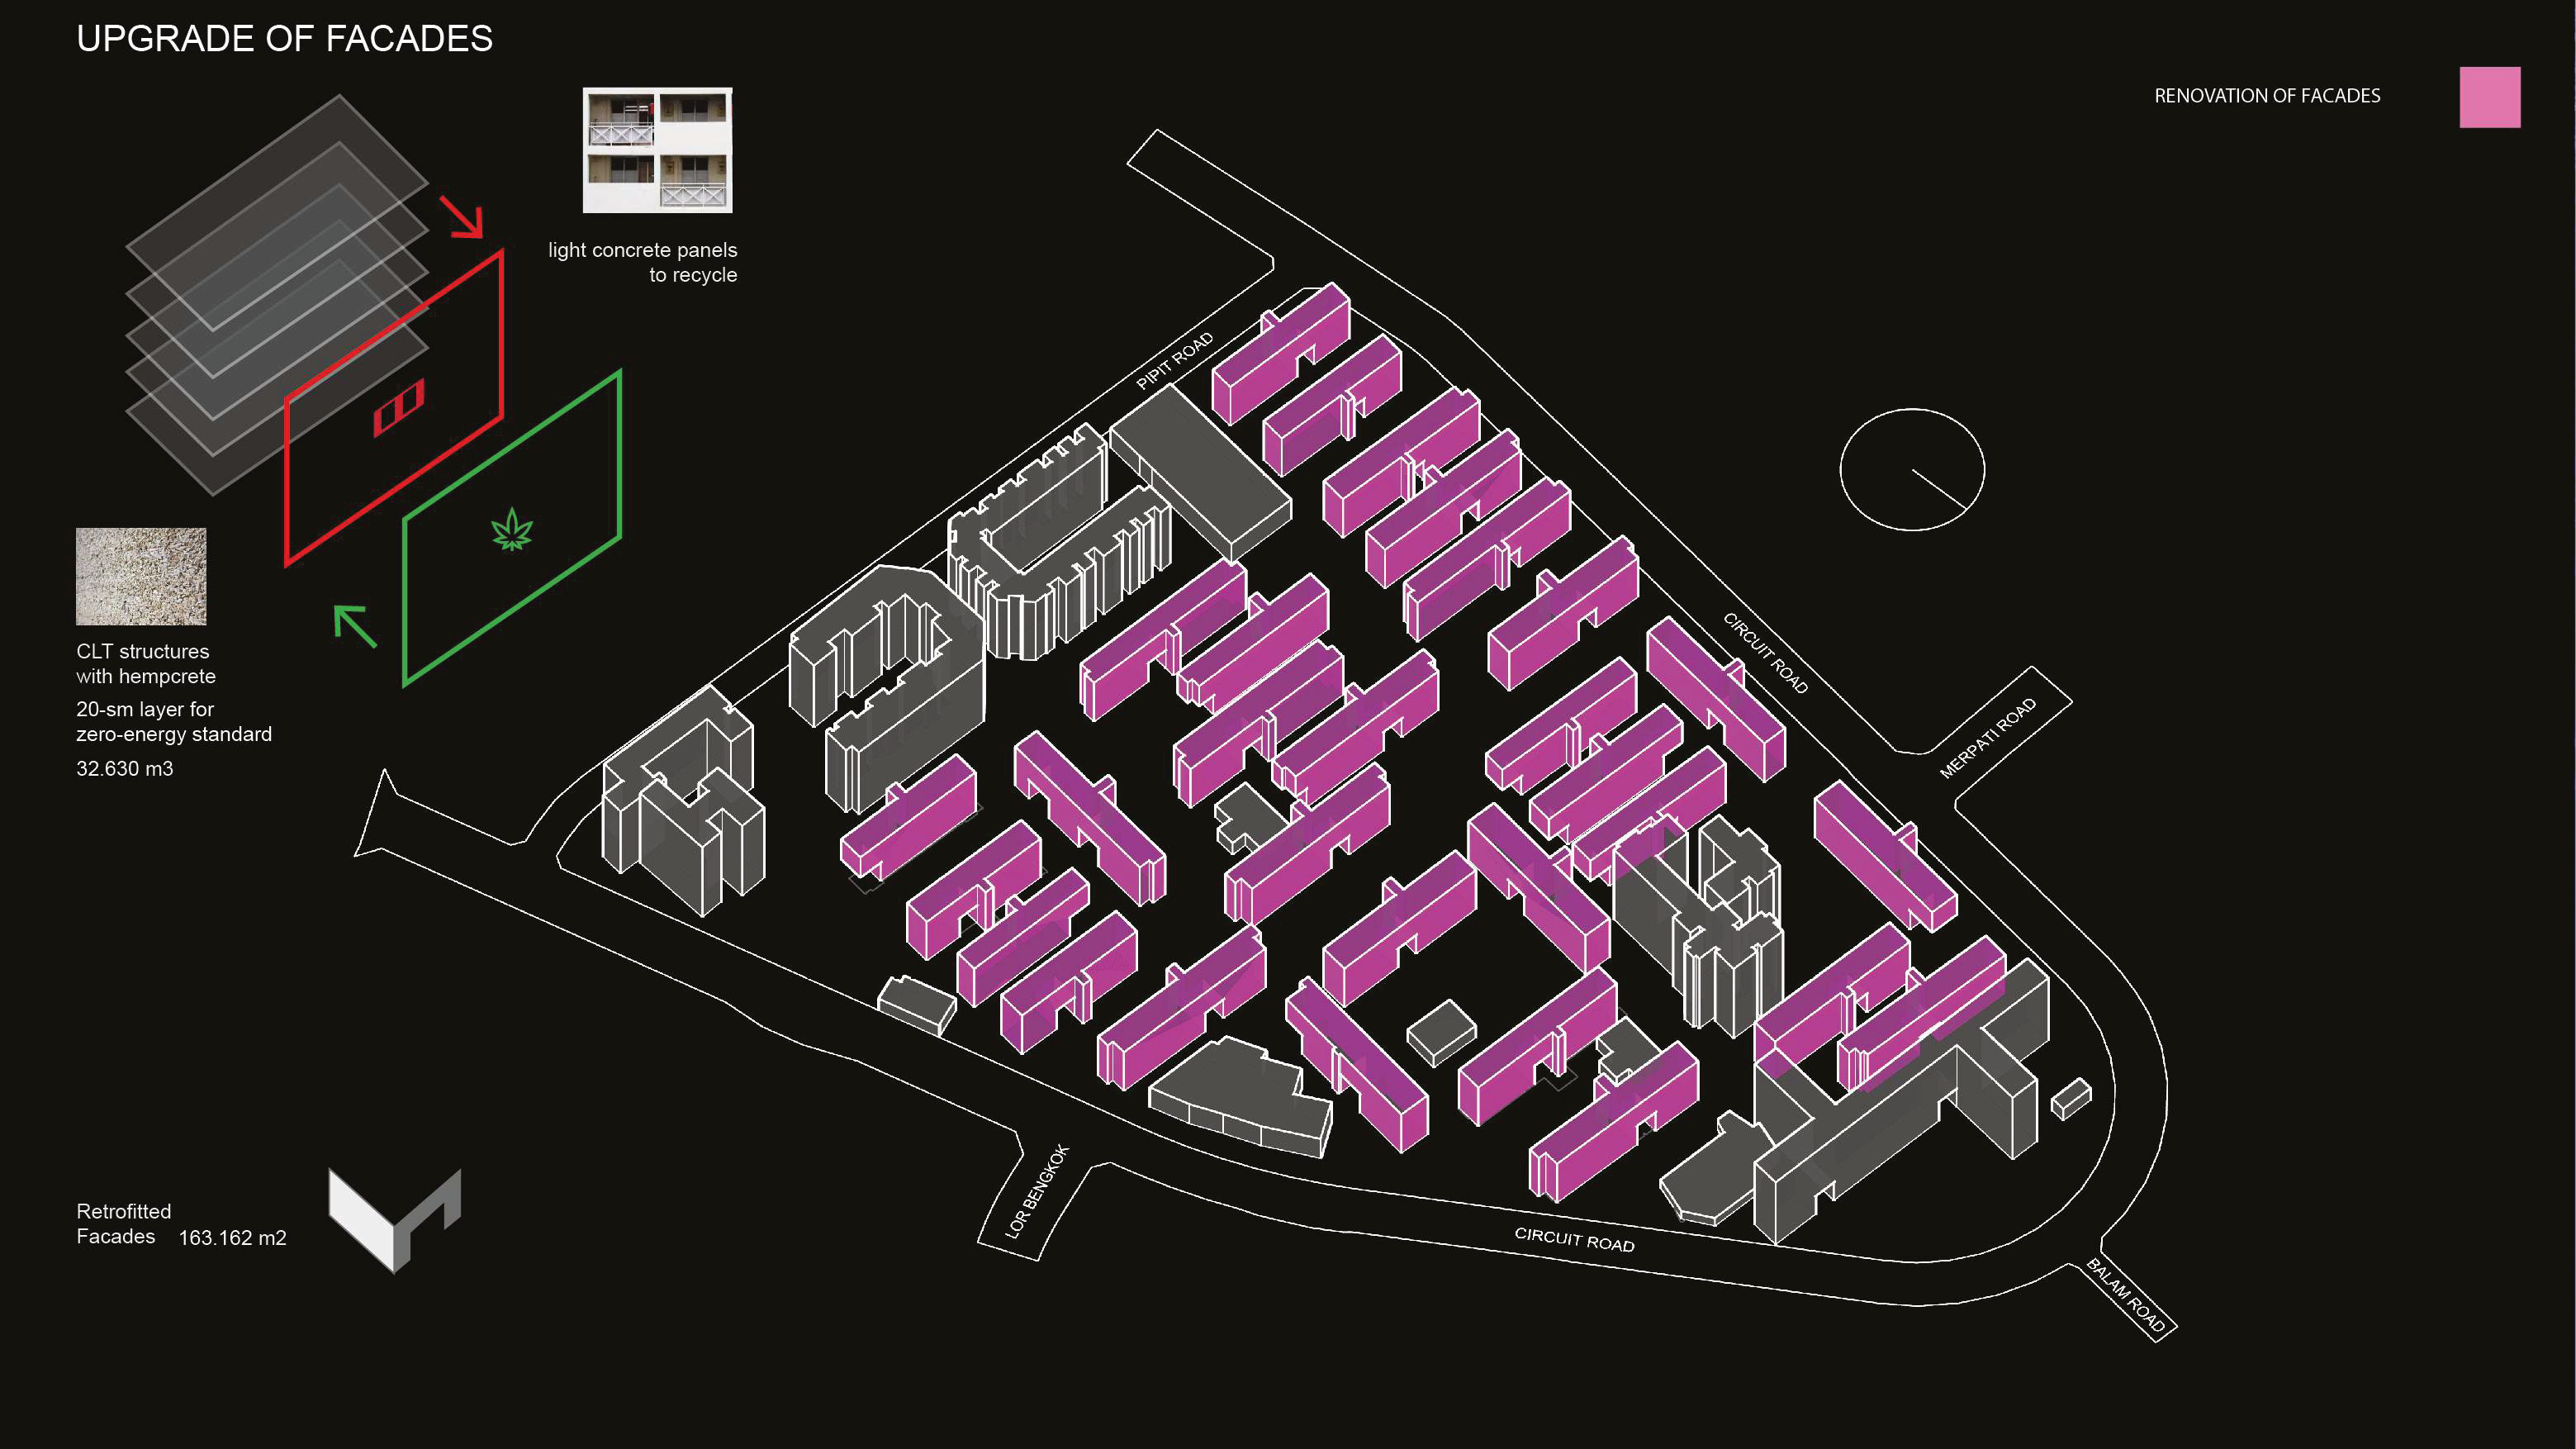 UPGRADE OF FACADES
RENOVATION OF FACADES
light concrete panels
to recycle
PIPIT ROAD
CIRCUIT ROAD
MERPATI ROAD
CLT structures
with hempcrete
20-sm layer for
zero-energy standard
32.630 m3
Retrofitted
Facades 163.162 m2
LOR BENGKOK
CIRCUIT ROAD
BALAM ROAD